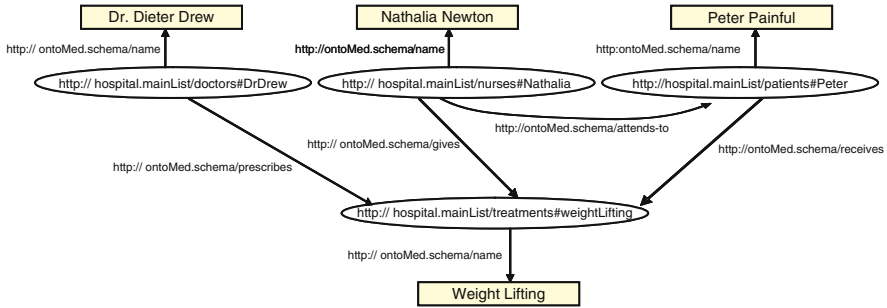 Dr. Dieter Drew
Nathalia Newton
Peter Painful
http:// ontoMed.schema/name
http://ontoMed.schema/name
http:ontoMed.schema/name
http:// hospital.mainList/doctors#DrDrew
http:// hospital.mainList/nurses#Nathalia
http://hospital.mainList/patients#Peter
http://ontoMed.schema/attends-to
http:// ontoMed.schema/gives
http://ontoMed.schema/receives
http:// ontoMed.schema/prescribes
http:// hospital.mainList/treatments#weightLifting
http:// ontoMed.schema/name
Weight Lifting